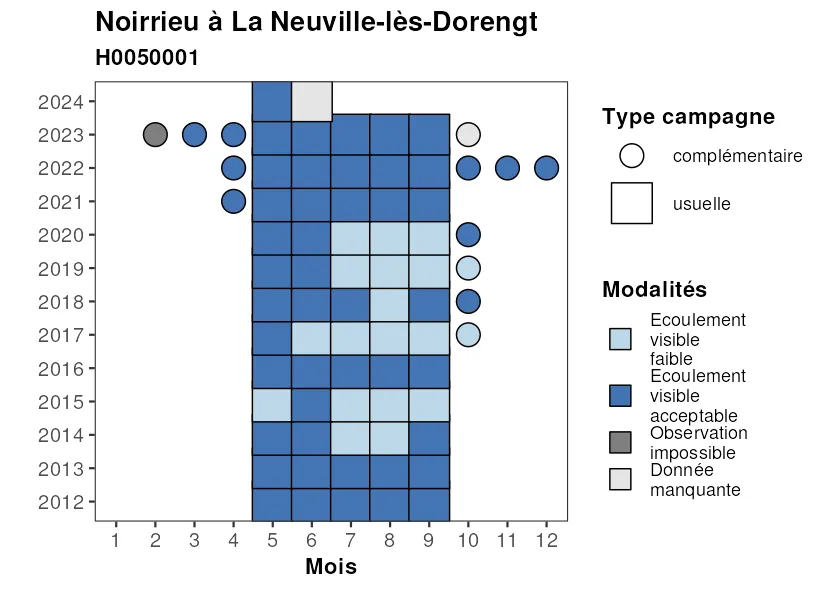 Noirrieu à La Neuville-lès-Dorengt
H0050001
2024
2023
2022
2021
2020
2019
2018
2017
2016
2015
2014
2013
2012
1 2 3 4 5 6 7 8 9 10 11 12
Mois
Type campagne
complémentaire
usuelle
Modalités
Ecoulement
visible
faible
Ecoulement
visible
acceptable
Observation
impossible
Donnée
manquante